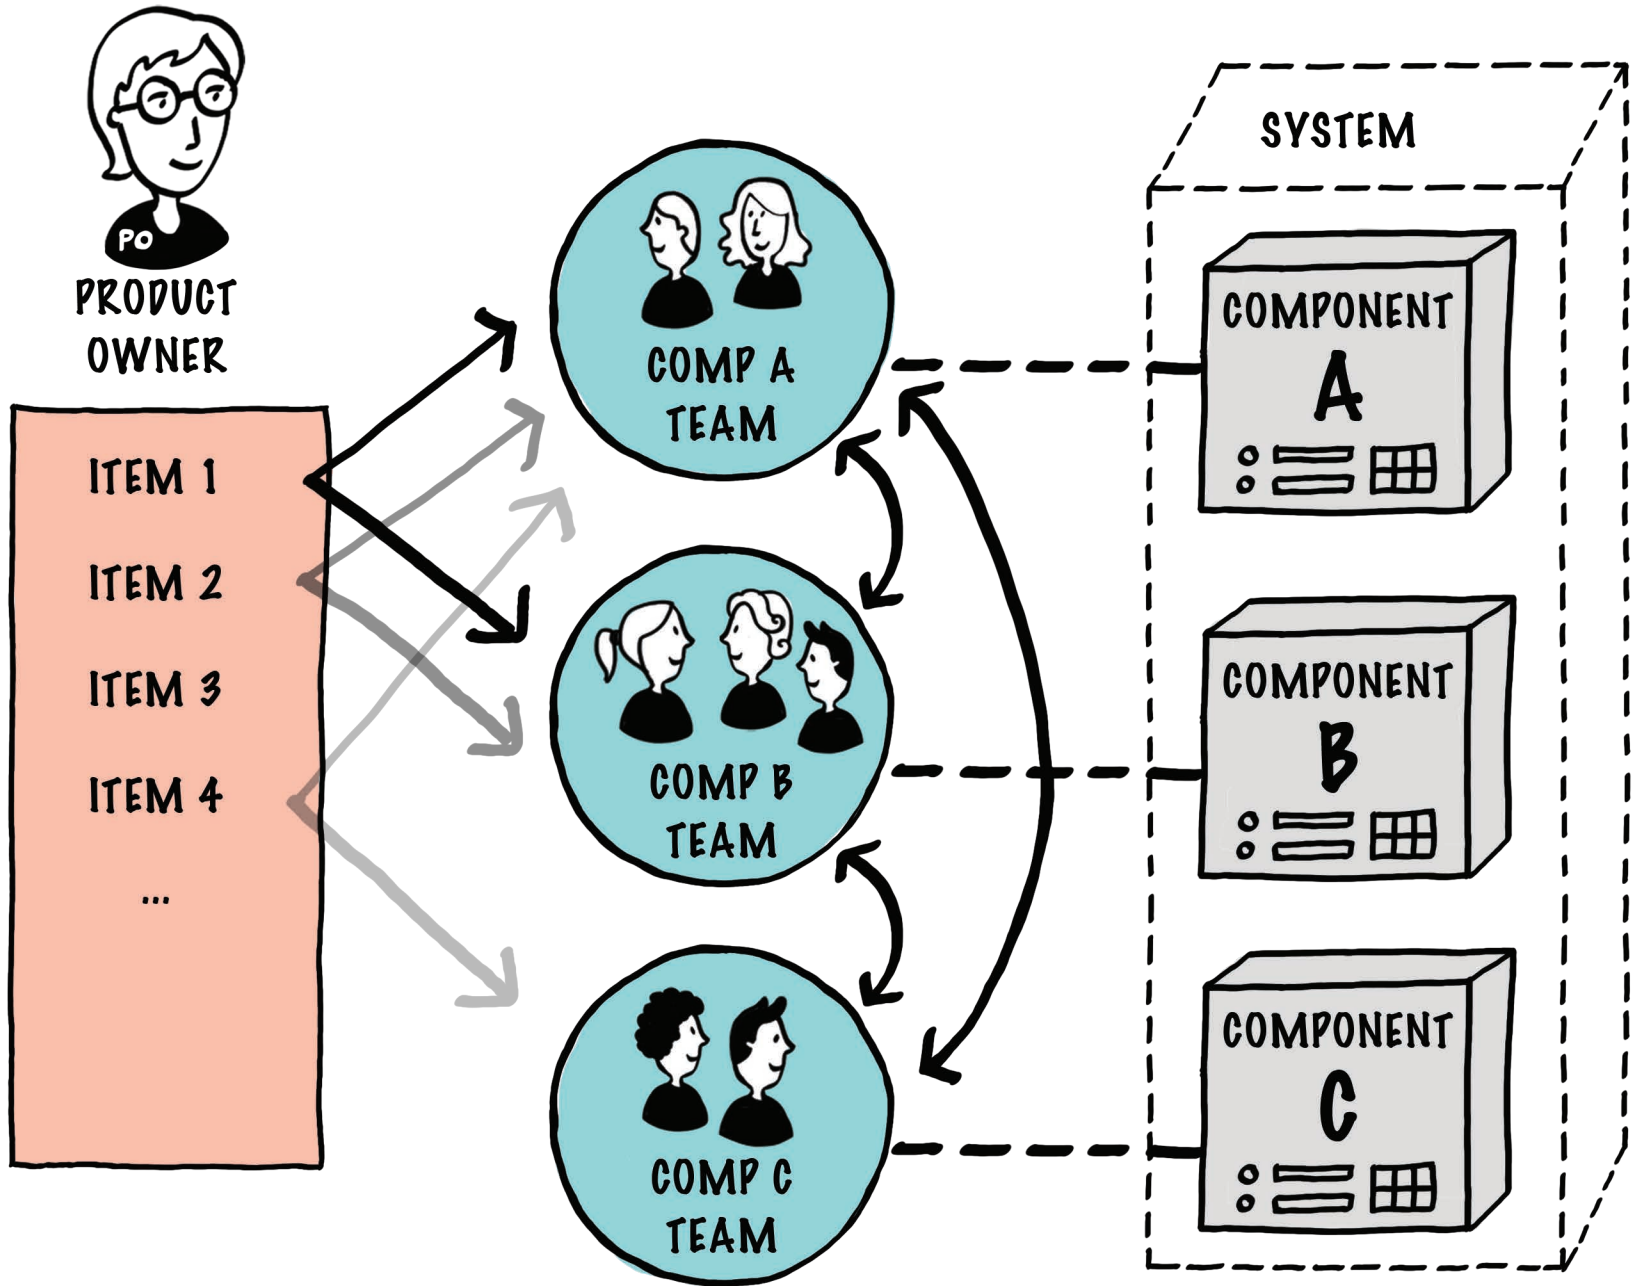 PO
PRODUCT
OWNER
ITEM 1
ITEM 2
ITEM 3
ITEM 4
...
COMP A
TEAM
COMP B
TEAM
COMP C
TEAM
SYSTEM
COMPONENT
A
COMPONENT
B
COMPONENT
C